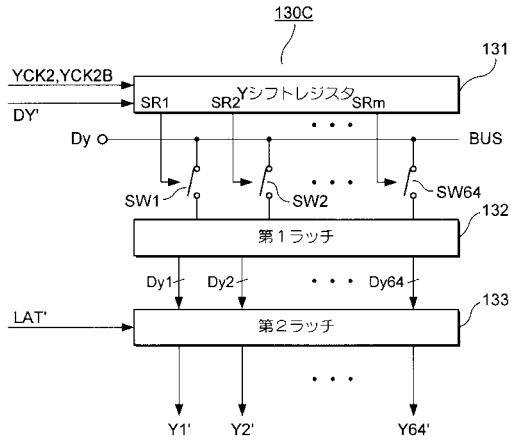 130C
131
YCK2,YCK2B
Yシフトレジスタ
DY'
SR1 SR2 SRm
Dy
BUS
SW1 SW2 SW64
132
第1ラッチ
Dy1 Dy2 Dy64
133
LAT'
第2ラッチ
Y1' Y2' Y64'